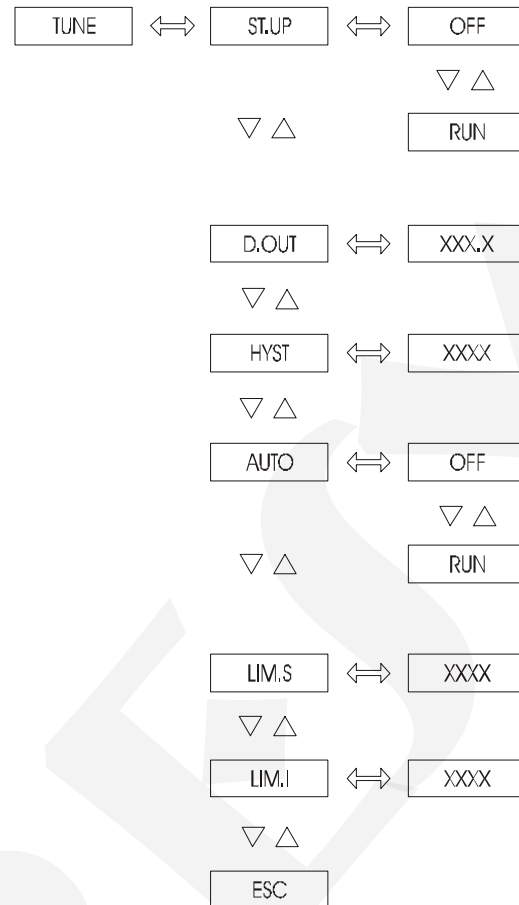 TUNE ST.UP OFF
RUN
D.OUT XXX.X
HYST XXXX
AUTO OFF
RUN
LIM.S XXXX
LIM.I XXXX
ESC